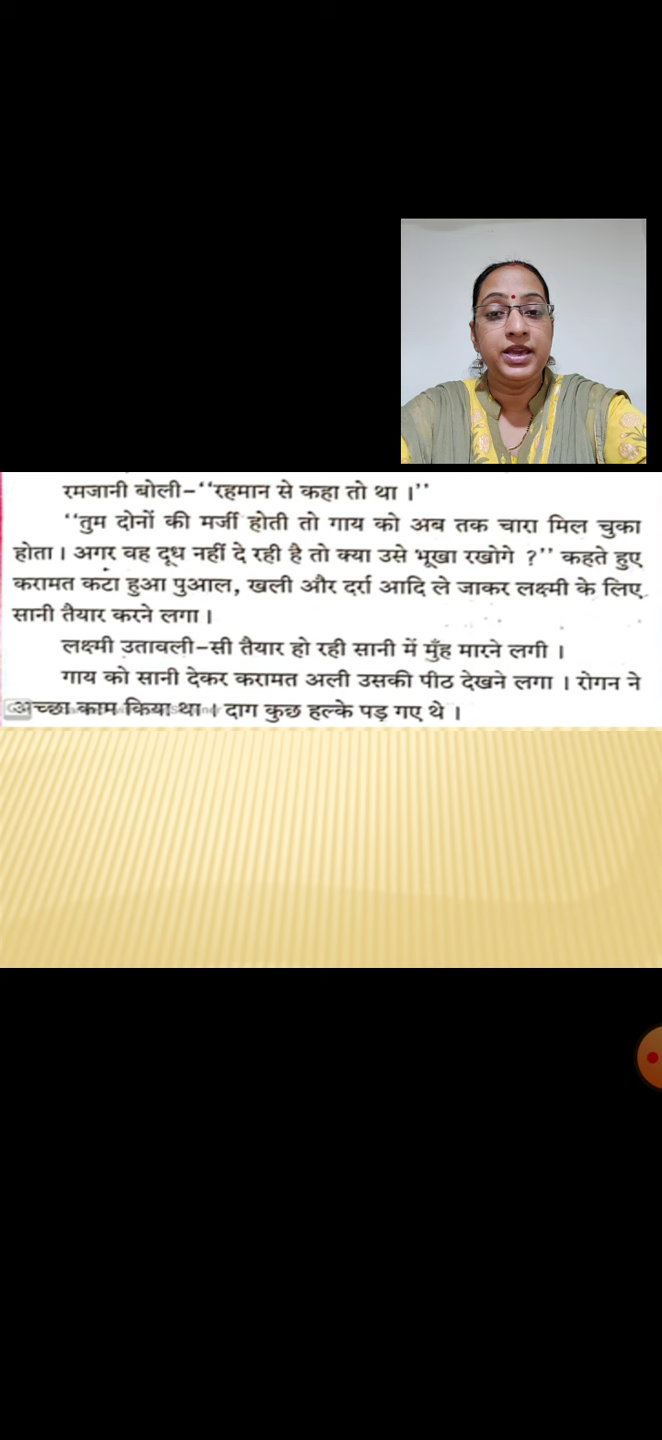 रमजानी बोली-‘‘रहमान से कहा तो था ।’’
‘‘तुम दोनों की मर्जी होती तो गाय को अब तक चारा मिल चुका
होता । अगर वह दूध नहीं दे रही है तो क्या उसे भूखा रखोगे ?’’ कहते हुए
करामत कटा हुआ पुआल, खली और दर्रा आदि ले जाकर लक्ष्मी के लिए
सानी तैयार करने लगा ।
लक्ष्मी उतावली-सी तैयार हो रही सानी में मुँह मारने लगी ।
गाय को सानी देकर करामत अली उसकी पीठ देखने लगा । रोगन ने
अच्छा काम किया था । दाग कुछ हल्के पड़ गए थे ।